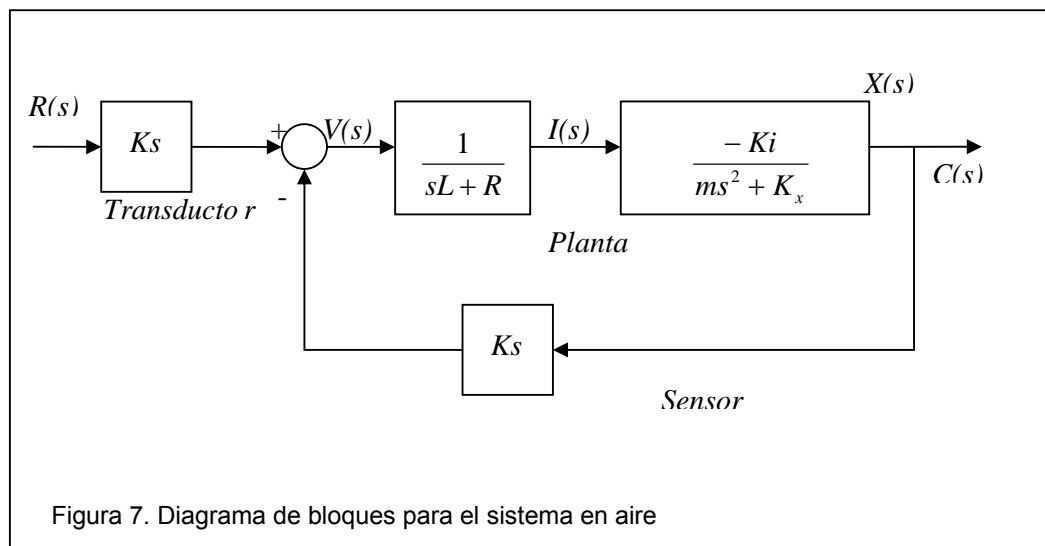 R(s)
Ks
Transducto r
+
-
V(s)
1
sL + R
I(s)
- Ki
ms² + Kₓ
Planta
X(s)
C(s)
Ks
Sensor
Figura 7. Diagrama de bloques para el sistema en aire